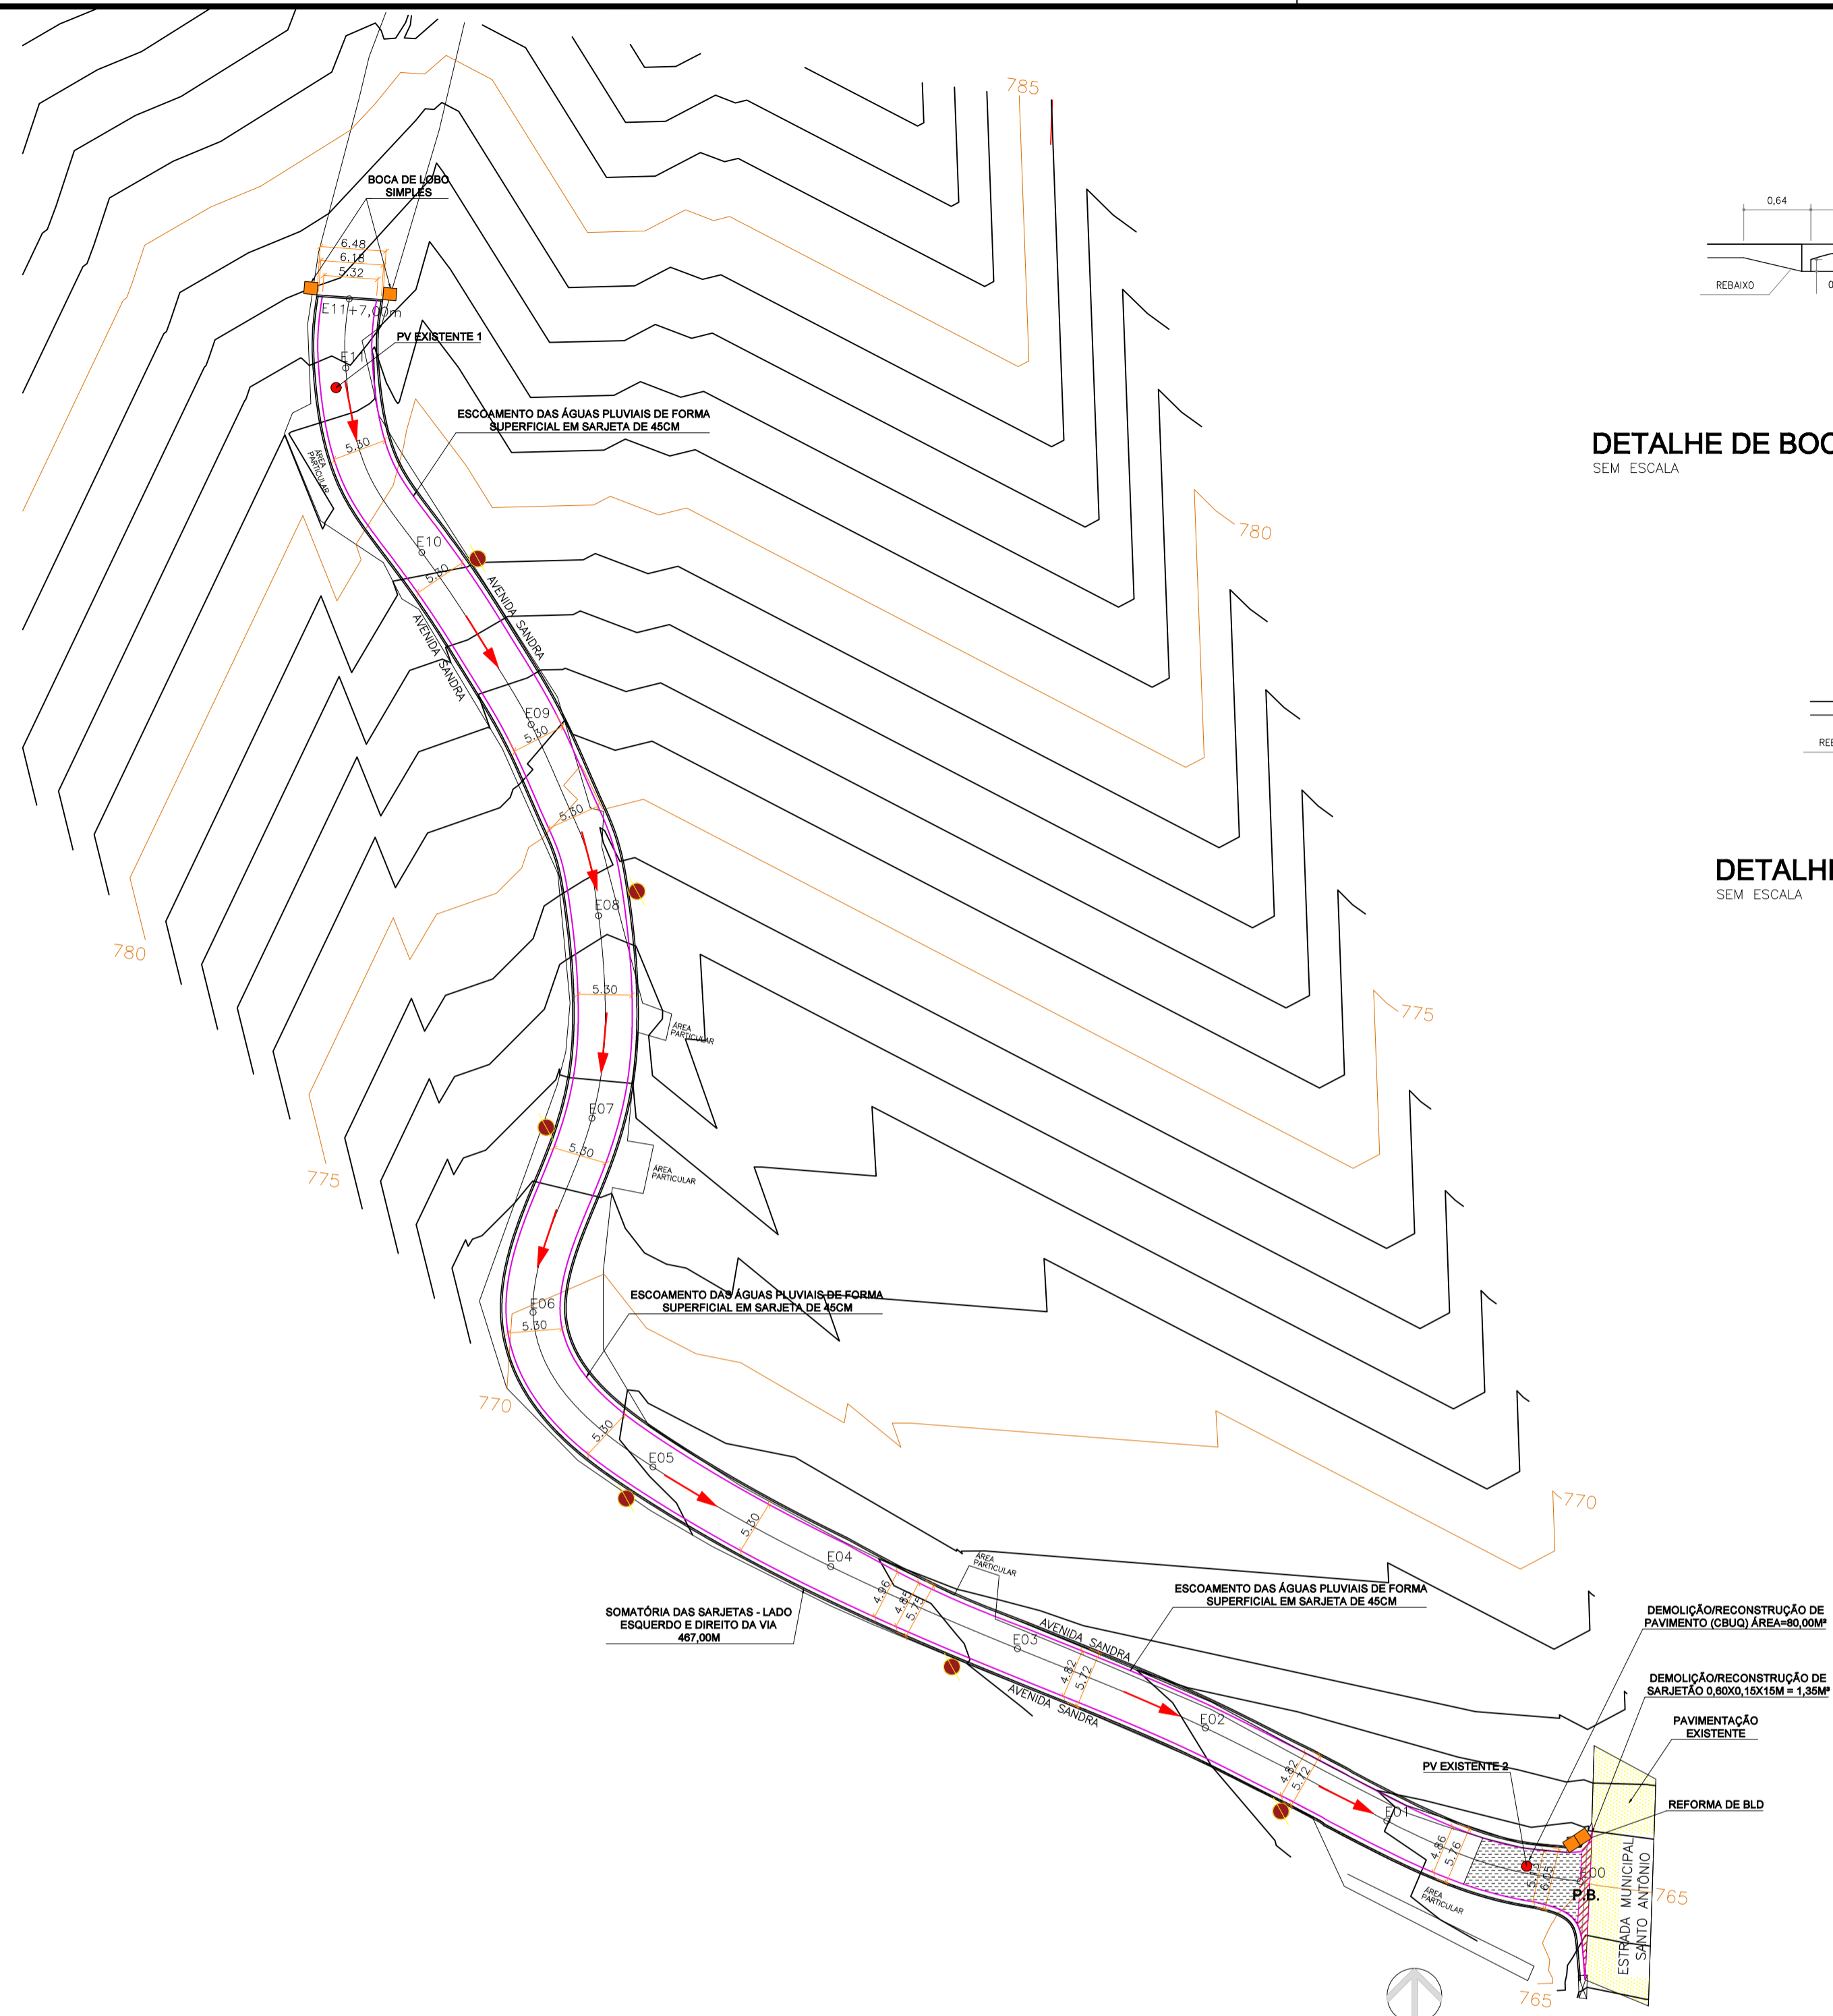 785
0,64
BOCA DE LOBO
SIMPLES
6.48
6.18
5.32
REBAIXO
E11+7,00m
PV EXISTENTE 1
E11
ESCOAMENTO DAS ÁGUAS PLUVIAIS DE FORMA
SUPERFICIAL EM SARJETA DE 45CM
5.30
ÁREA
PARTICULAR
DETALHE DE BOC
SEM ESCALA
780
E10
5.30
AVENIDA SANDRA
AVENIDA SANDRA
E09
5.30
5.30
DETALHE
SEM ESCALA
E08
780
5.30
775
ÁREA
PARTICULAR
E07
5.30
ÁREA
PARTICULAR
775
ESCOAMENTO DAS ÁGUAS PLUVIAIS DE FORMA
SUPERFICIAL EM SARJETA DE 45CM
E06
5.30
770
5.30
E05
770
5.30
E04
ÁREA
PARTICULAR
4.96
4.85
5.75
ESCOAMENTO DAS ÁGUAS PLUVIAIS DE FORMA
SUPERFICIAL EM SARJETA DE 45CM
SOMATÓRIA DAS SARJETAS - LADO
ESQUERDO E DIREITO DA VIA
467,00M
AVENIDA SANDRA
E03
4.82
5.72
AVENIDA SANDRA
DEMOLIÇÃO/RECONSTRUÇÃO DE
PAVIMENTO (CBUQ) ÁREA=80,00M²
DEMOLIÇÃO/RECONSTRUÇÃO DE
SARJETÃO 0,60X0,15X15M = 1,35M³
E02
PAVIMENTAÇÃO
EXISTENTE
4.82
5.72
PV EXISTENTE 2
REFORMA DE BLD
E01
4.86
5.76
6.05
E00
P.B.
765
ÁREA
PARTICULAR
ESTRADA MUNICIPAL
SANTO ANTÔNIO
765